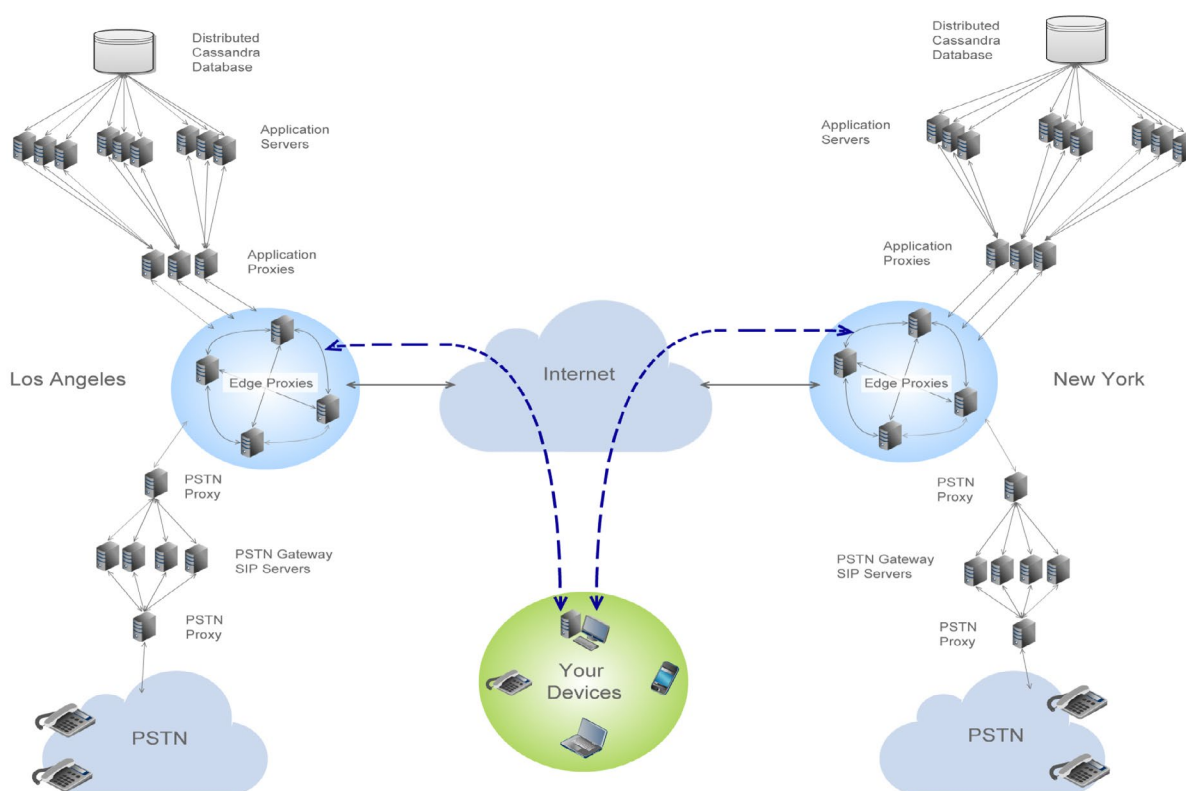 Distributed
Cassandra
Database
Distributed
Cassandra
Database
Application
Servers
Application
Servers
Application
Proxies
Application
Proxies
Los Angeles
Edge Proxies
Internet
Edge Proxies
New York
PSTN
Proxy
PSTN
Proxy
PSTN Gateway
SIP Servers
PSTN Gateway
SIP Servers
PSTN
Proxy
PSTN
Proxy
Your
Devices
PSTN
PSTN